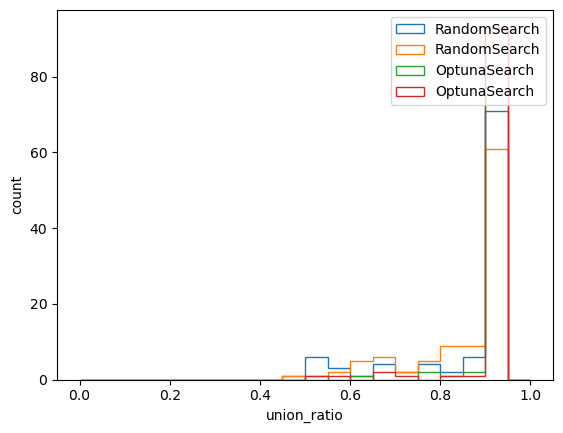 RandomSearch
RandomSearch
OptunaSearch
OptunaSearch
80
60
40
20
0
count
0.0 0.2 0.4 0.6 0.8 1.0
union_ratio